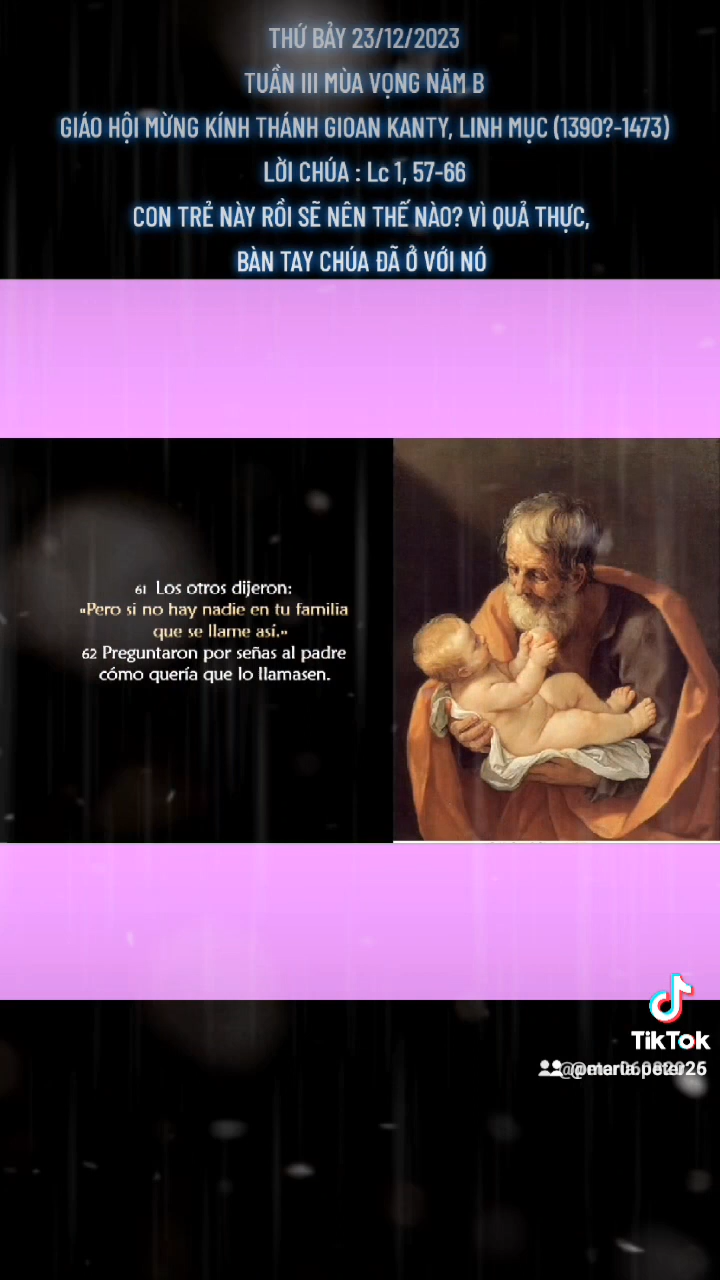 THỨ BẢY 23/12/2023
TUẦN III MÙA VỌNG NĂM B
GIÁO HỘI MỪNG KÍNH THÁNH GIOAN KANTY, LINH MỤC (1390?-1473)
LỜI CHÚA : Lc 1, 57-66
CON TRẺ NÀY RỒI SẼ NÊN THẾ NÀO? VÌ QUẢ THỰC,
BÀN TAY CHÚA ĐÃ Ở VỚI NÓ
61 Los otros dijeron:
«Pero si no hay nadie en tu familia
que se llame así.»
62 Preguntaron por señas al padre
cómo quería que lo llamasen.
TikTok